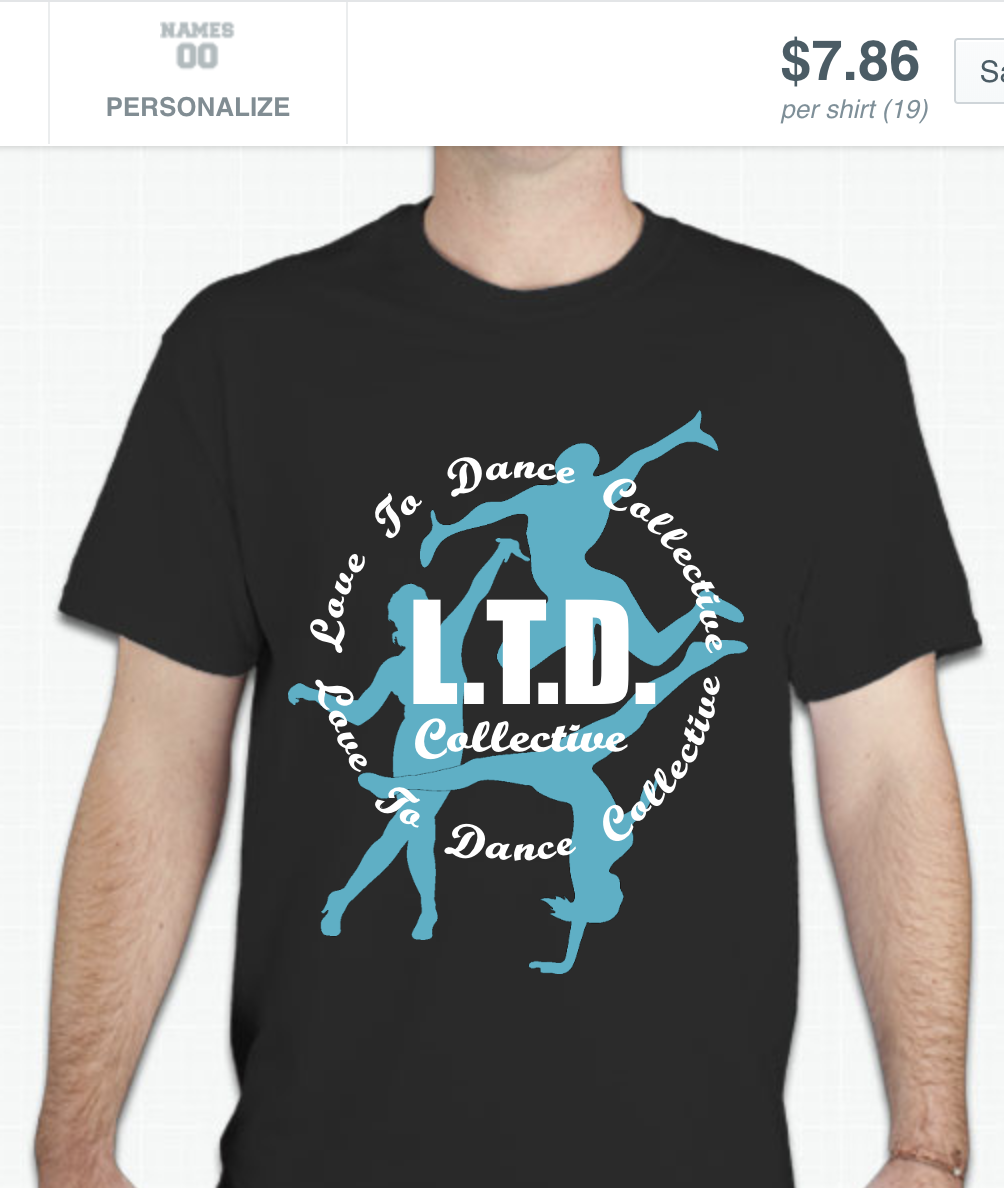 NAMES
00
PERSONALIZE
$7.86
per shirt (19)
Sa
Love To Dance Collective
L.T.D.
Collective
Love To Dance Collective